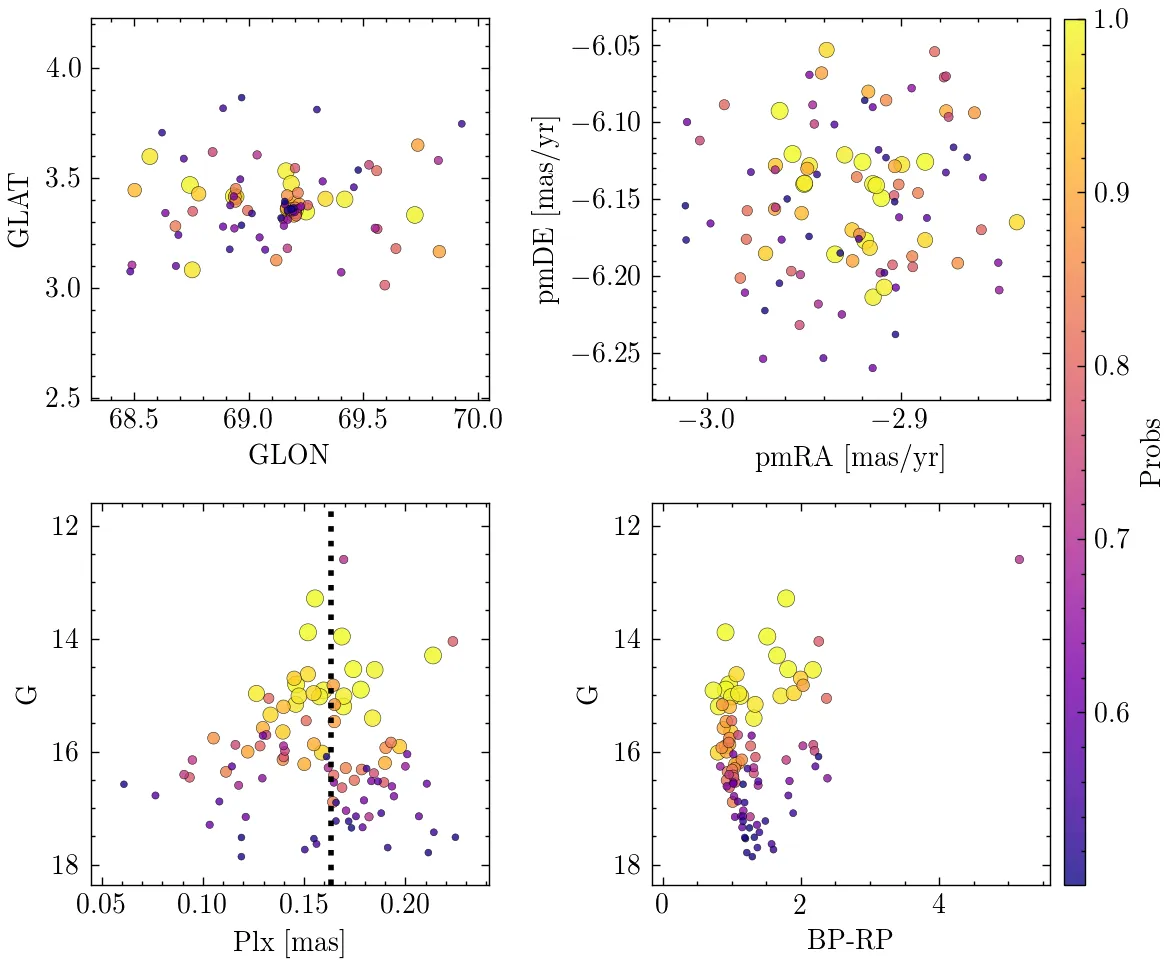 4.0
3.5
3.0
2.5
GLAT
68.5 69.0 69.5 70.0
GLON
−6.05
−6.10
−6.15
−6.20
−6.25
pmDE [mas/yr]
−3.0 −2.9
pmRA [mas/yr]
1.0
0.9
0.8
0.7
0.6
Probs
12
14
16
18
G
0.05 0.10 0.15 0.20
Plx [mas]
12
14
16
18
G
0 2 4
BP-RP